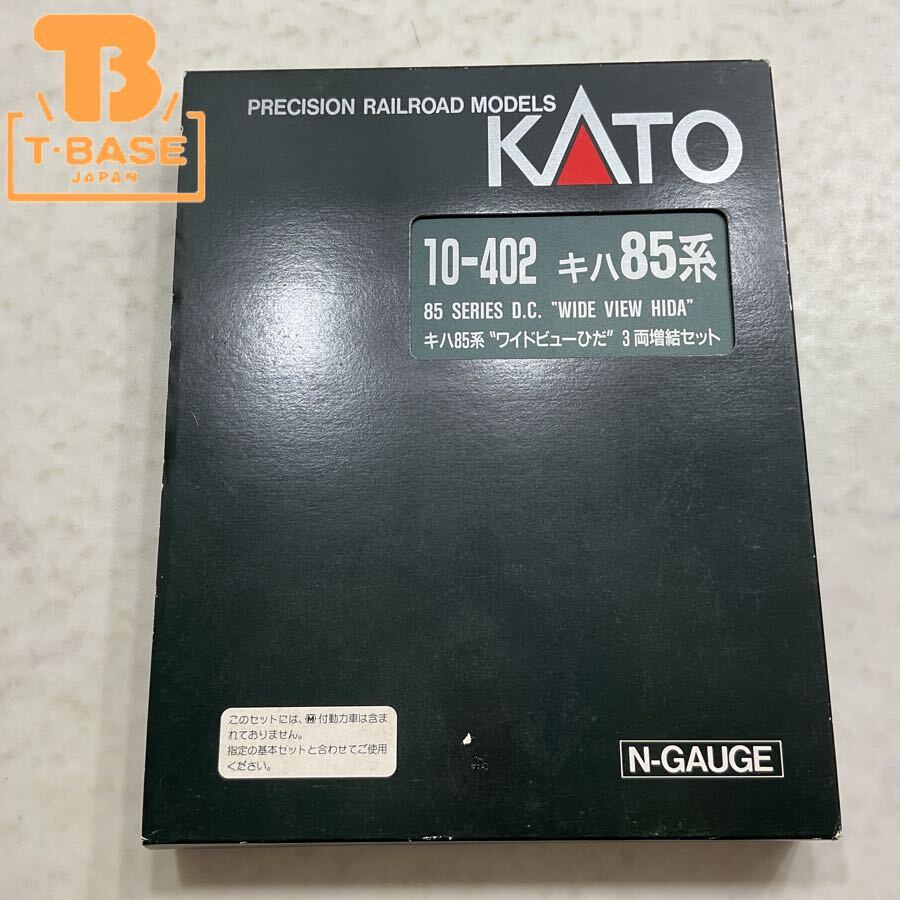 TB
T·BASE
JAPAN
PRECISION RAILROAD MODELS
KATO
10-402 キハ85系
85 SERIES D.C. "WIDE VIEW HIDA"
キハ85系 "ワイドビューひだ" 3両増結セット
このセットには、Ⓜ付動力車は含ま
れておりません。
指定の基本セットと合わせてご使用
ください。
N-GAUGE